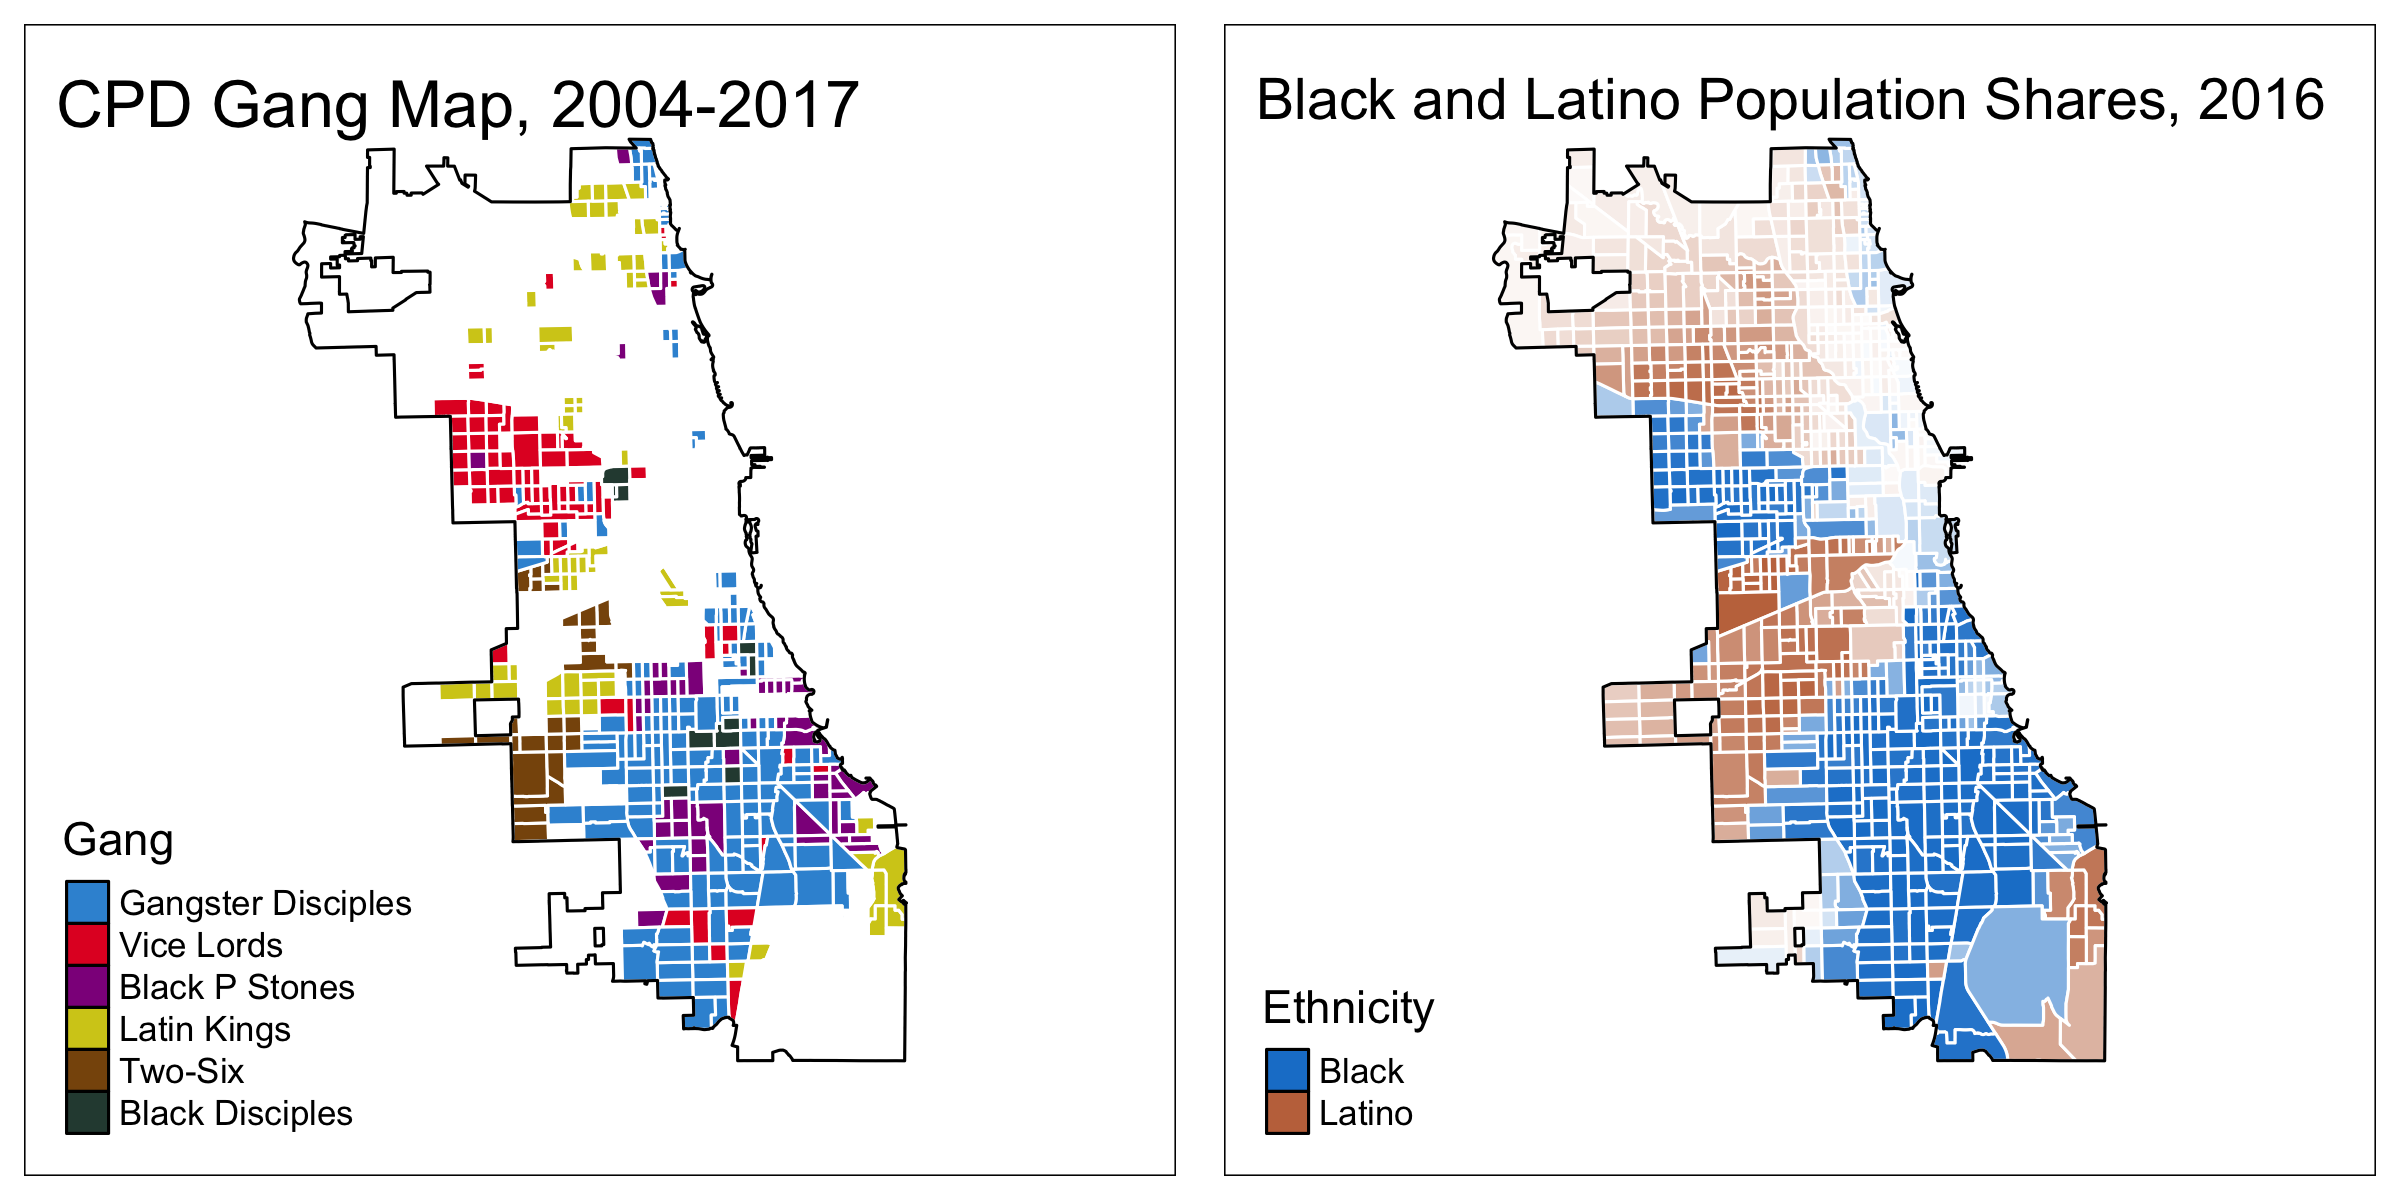 CPD Gang Map, 2004-2017
Gang
Gangster Disciples
Vice Lords
Black P Stones
Latin Kings
Two-Six
Black Disciples
Black and Latino Population Shares, 2016
Ethnicity
Black
Latino